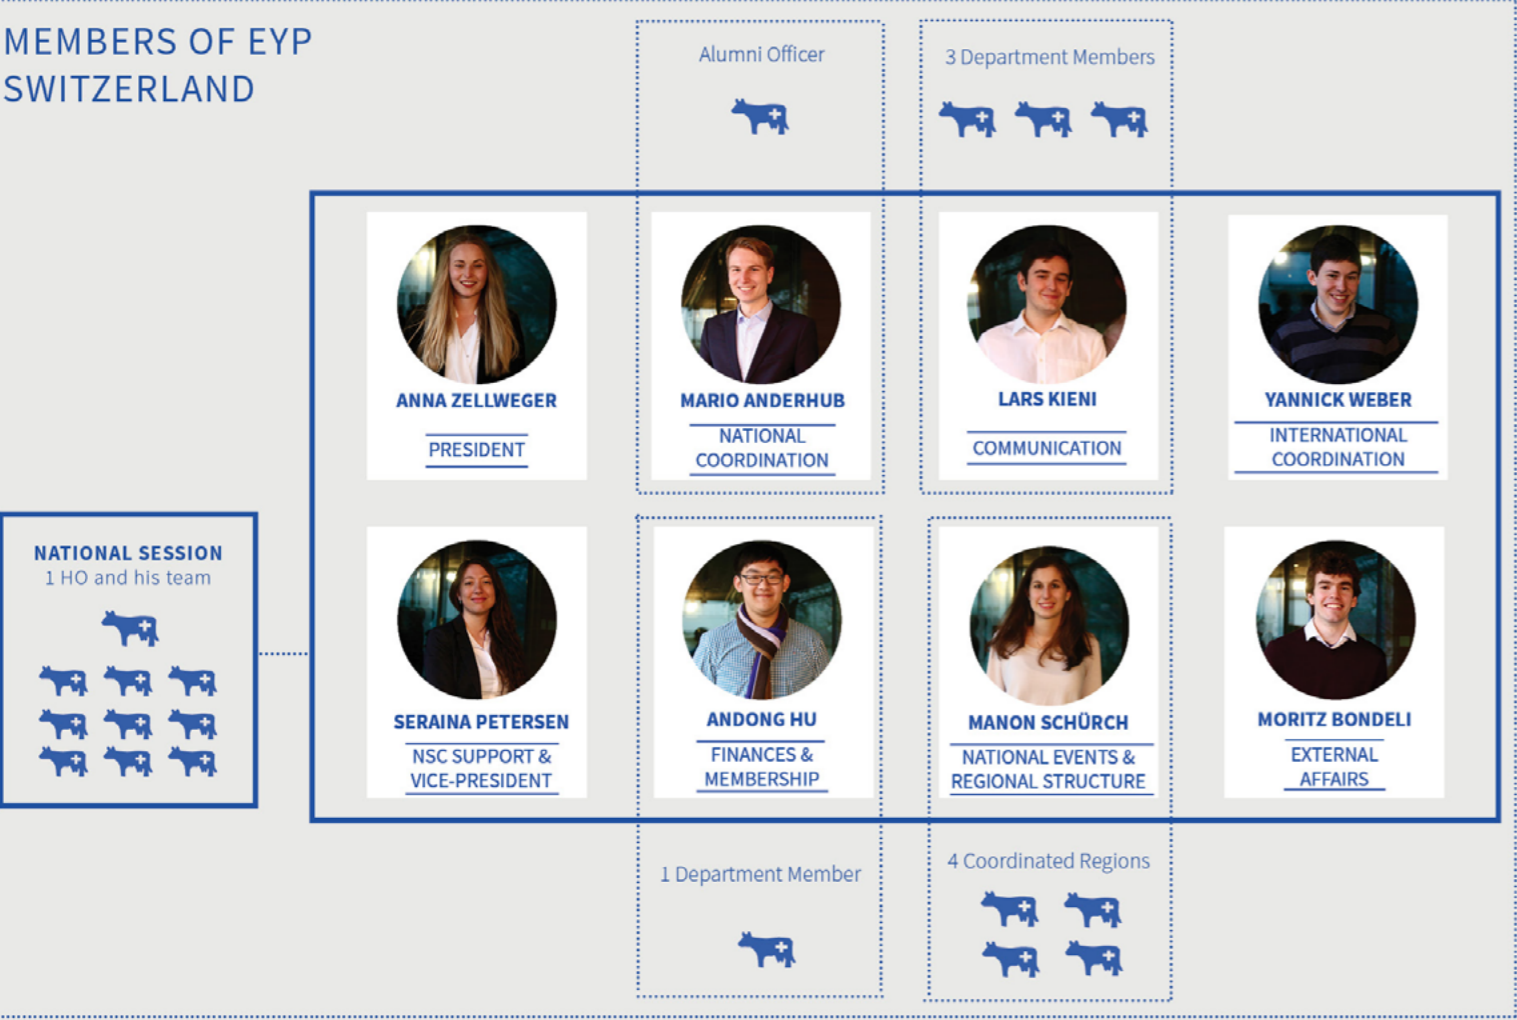 MEMBERS OF EYP
SWITZERLAND
Alumni Officer
3 Department Members
ANNA ZELLWEGER
PRESIDENT
MARIO ANDERHUB
NATIONAL
COORDINATION
LARS KIENI
COMMUNICATION
YANNICK WEBER
INTERNATIONAL
COORDINATION
NATIONAL SESSION
1 HO and his team
SERAINA PETERSEN
NSC SUPPORT &
VICE-PRESIDENT
ANDONG HU
FINANCES &
MEMBERSHIP
MANON SCHÜRCH
NATIONAL EVENTS &
REGIONAL STRUCTURE
MORITZ BONDELI
EXTERNAL
AFFAIRS
1 Department Member
4 Coordinated Regions